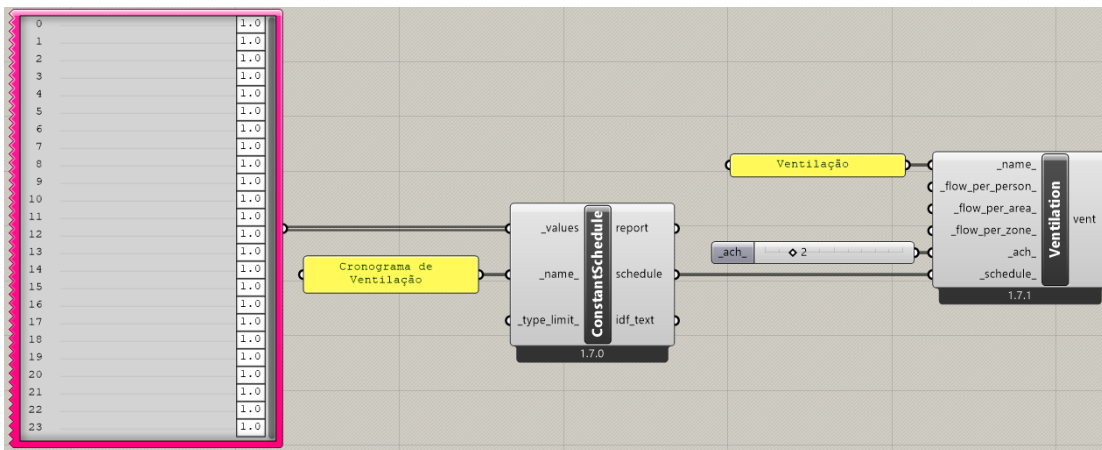 0 1.0
1 1.0
2 1.0
3 1.0
4 1.0
5 1.0
6 1.0
7 1.0
8 1.0
9 1.0
10 1.0
11 1.0
12 1.0
13 1.0
14 1.0
15 1.0
16 1.0
17 1.0
18 1.0
19 1.0
20 1.0
21 1.0
22 1.0
23 1.0
Cronograma de
Ventilação
_values
_name_
_type_limit_
ConstantSchedule
report
schedule
idf_text
1.7.0
Ventilação
_ach_ 2
_name_
_flow_per_person_
_flow_per_area_
_flow_per_zone_
_ach_
_schedule_
Ventilation
vent
1.7.1